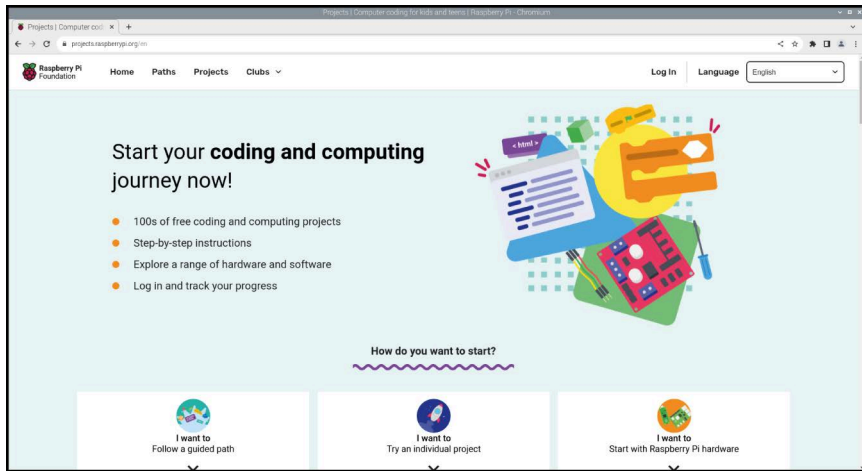 Projects | Computer coding for kids and teens | Raspberry Pi - Chromium
Projects | Computer cod
projects.raspberrypi.org/en
Raspberry Pi
Foundation
Home Paths Projects Clubs
Log In Language English
Start your coding and computing
journey now!
< html >
100s of free coding and computing projects
Step-by-step instructions
Explore a range of hardware and software
Log in and track your progress
How do you want to start?
I want to
Follow a guided path
I want to
Try an individual project
I want to
Start with Raspberry Pi hardware